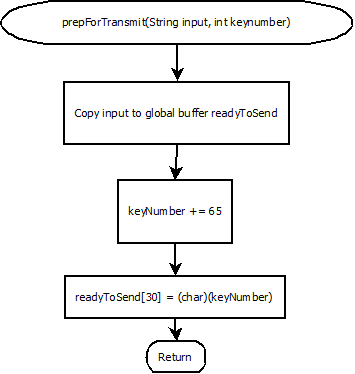 prepForTransmit(String input, int keynumber)
Copy input to global buffer readyToSend
keyNumber += 65
readyToSend[30] = (char)(keyNumber)
Return